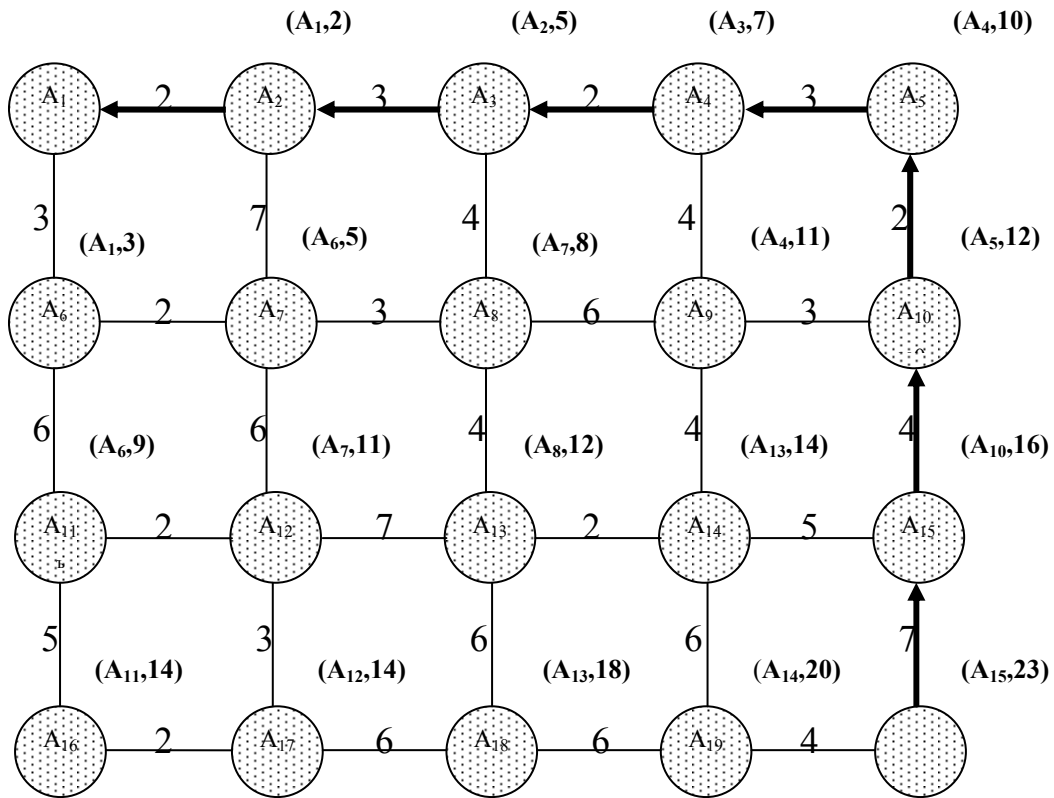 (A₁,2) (A₂,5) (A₃,7) (A₄,10)
A₁ 2 A₂ 3 A₃ 2 A₄ 3 A₅
3 7 4 4 2
(A₁,3) (A₆,5) (A₇,8) (A₄,11) (A₅,12)
A₆ 2 A₇ 3 A₈ 6 A₉ 3 A₁₀
6 6 4 4 4
(A₆,9) (A₇,11) (A₈,12) (A₁₃,14) (A₁₀,16)
A₁₁ 2 A₁₂ 7 A₁₃ 2 A₁₄ 5 A₁₅
ъ
5 3 6 6 7
(A₁₁,14) (A₁₂,14) (A₁₃,18) (A₁₄,20) (A₁₅,23)
A₁₆ 2 A₁₇ 6 A₁₈ 6 A₁₉ 4